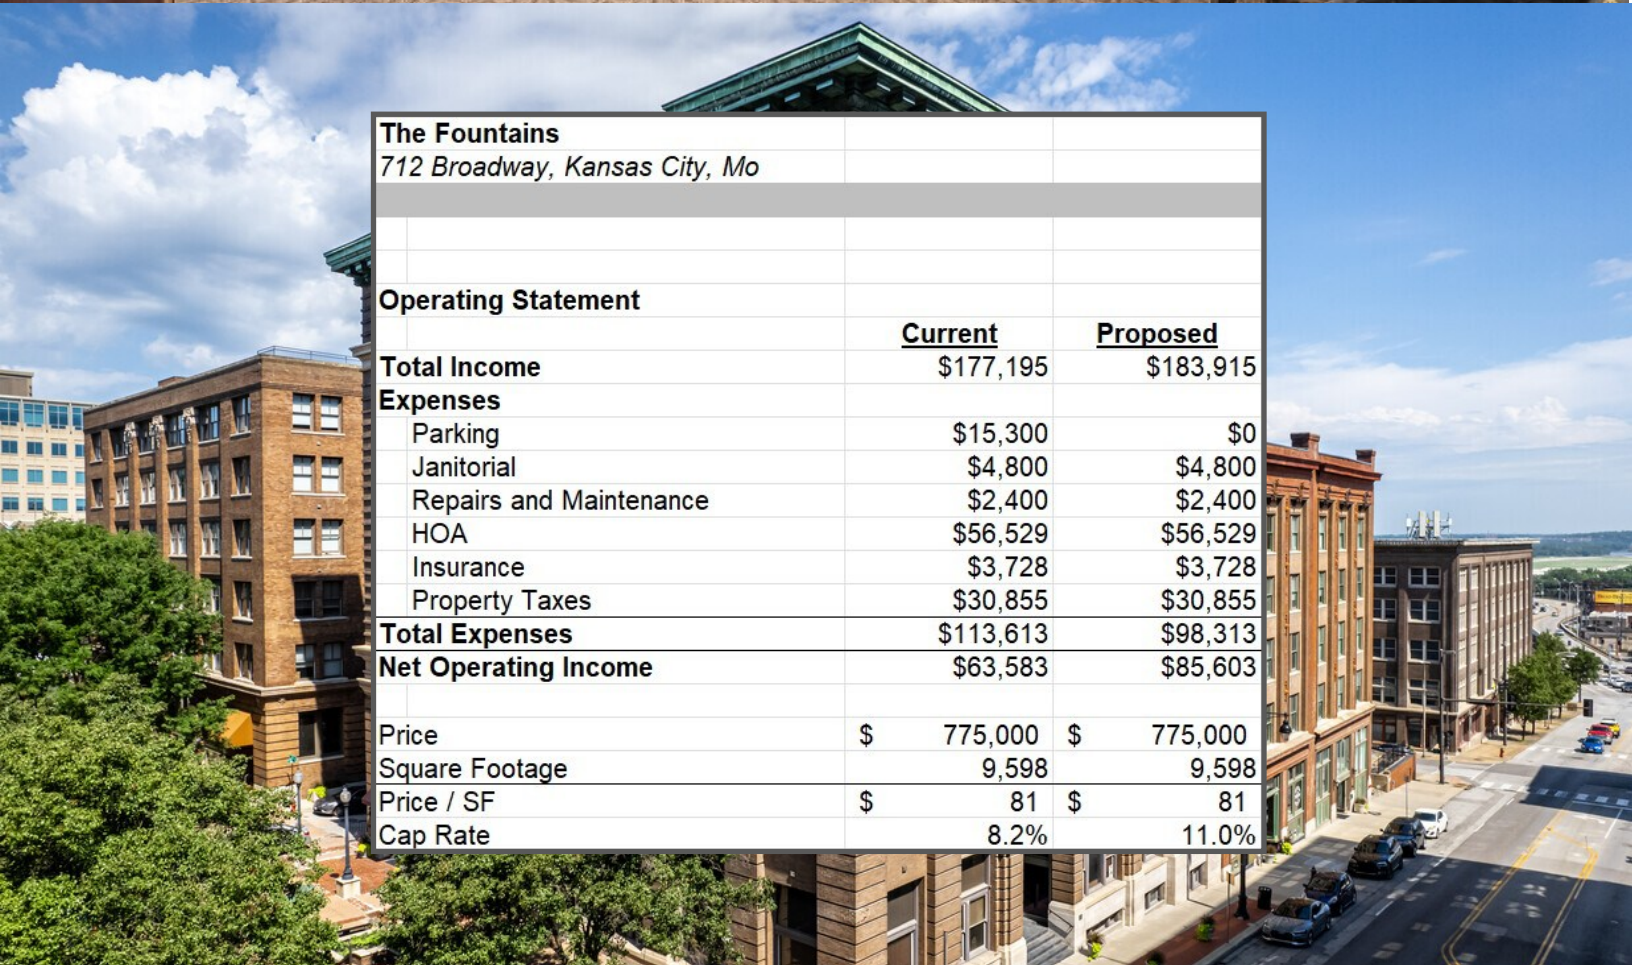 The Fountains
712 Broadway, Kansas City, Mo
Operating Statement
Current Proposed
Total Income $177,195 $183,915
Expenses
Parking $15,300 $0
Janitorial $4,800 $4,800
Repairs and Maintenance $2,400 $2,400
HOA $56,529 $56,529
Insurance $3,728 $3,728
Property Taxes $30,855 $30,855
Total Expenses $113,613 $98,313
Net Operating Income $63,583 $85,603
Price $ 775,000 $ 775,000
Square Footage 9,598 9,598
Price / SF $ 81 $ 81
Cap Rate 8.2% 11.0%